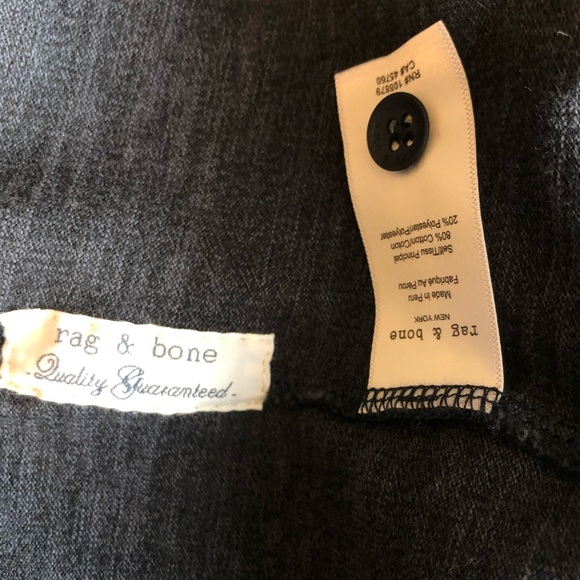 rag & bone
Quality Guaranteed
rag & bone
NEW YORK
Made in Peru
Fabriqué Au Pérou
Self/Tissu Principal
80% Cotton/Coton
20% Polyester/Polyester
RN# 108879
CA# 45760